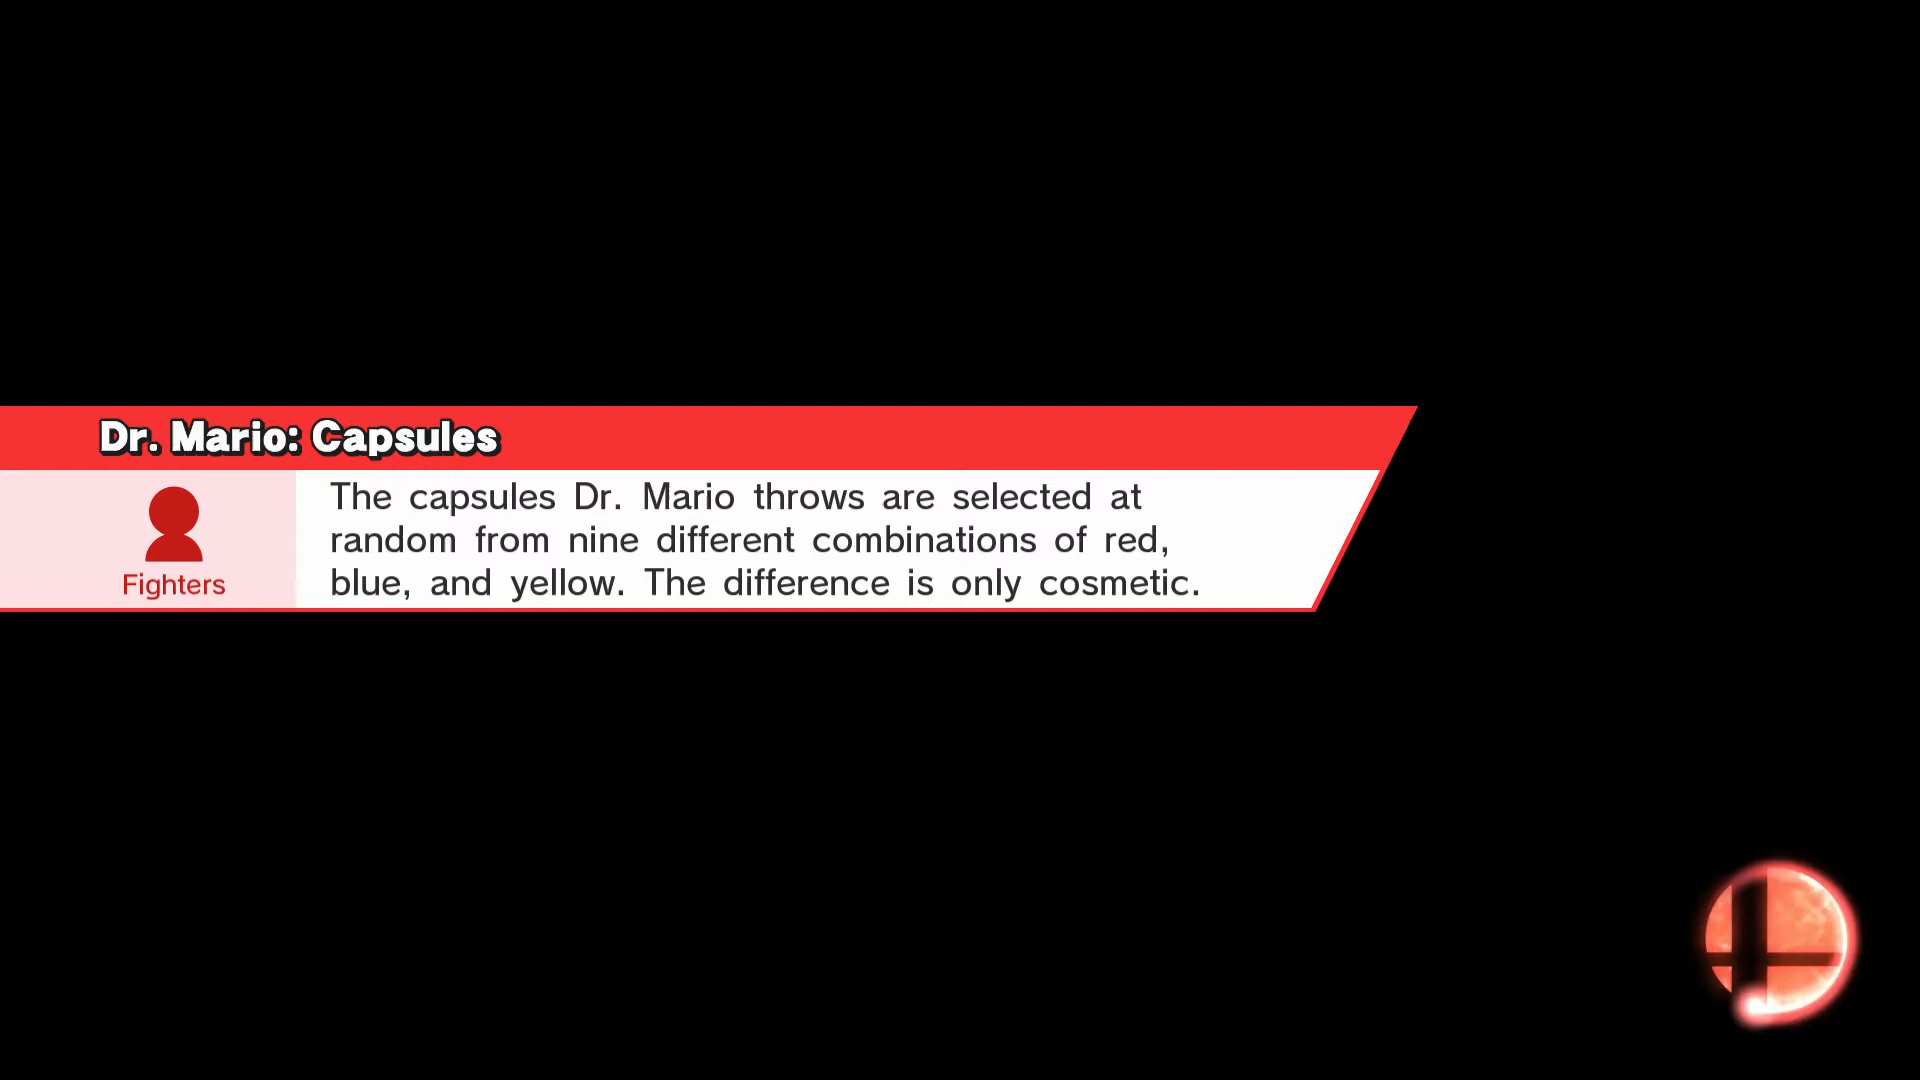 Dr. Mario: Capsules
The capsules Dr. Mario throws are selected at
random from nine different combinations of red,
blue, and yellow. The difference is only cosmetic.
Fighters